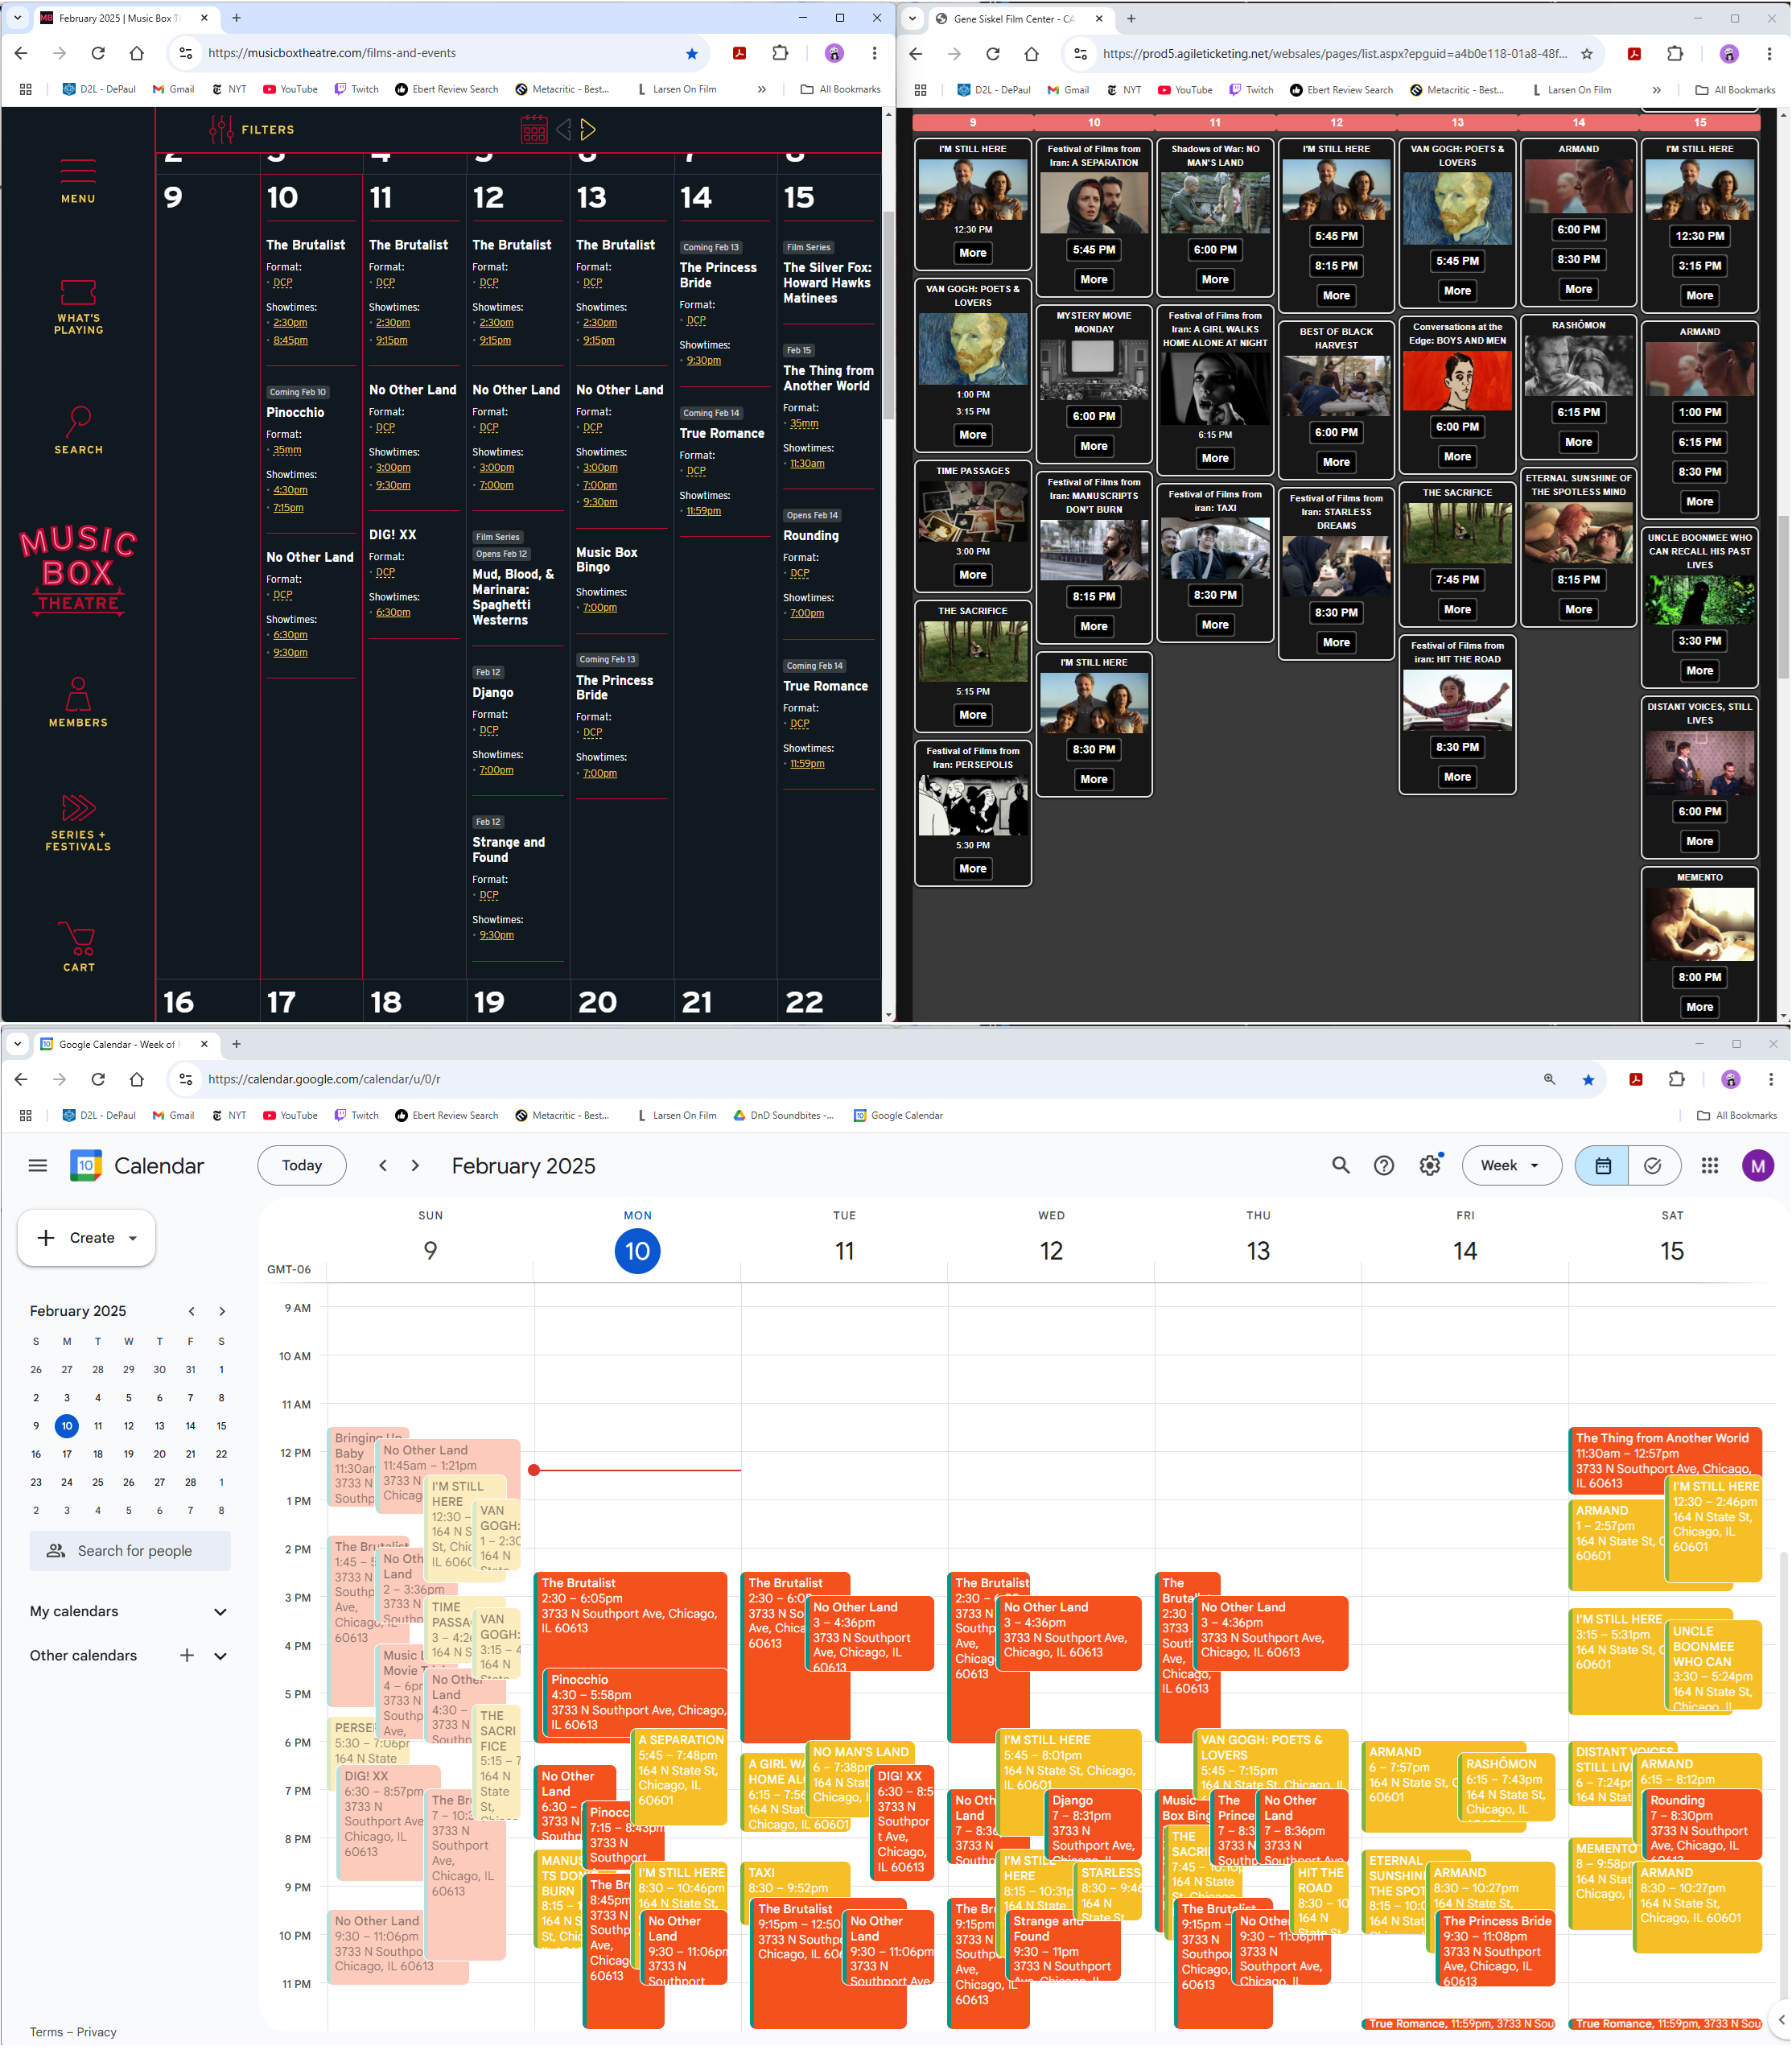 February 2025 | Music Box T
https://musicboxtheatre.com/films-and-events
D2L - DePaul
Gmail
NYT
YouTube
Twitch
Ebert Review Search
Metacritic - Best...
Larsen On Film
»
All Bookmarks
MENU
WHAT'S
PLAYING
SEARCH
MUSIC
BOX
THEATRE
MEMBERS
SERIES +
FESTIVALS
CART
FILTERS
2
3
4
5
6
7
8
9
10
The Brutalist
Format:
DCP
Showtimes:
2:30pm
8:45pm
Coming Feb 10
Pinocchio
Format:
35mm
Showtimes:
4:30pm
7:15pm
No Other Land
Format:
DCP
Showtimes:
6:30pm
9:30pm
11
The Brutalist
Format:
DCP
Showtimes:
2:30pm
9:15pm
No Other Land
Format:
DCP
Showtimes:
3:00pm
9:30pm
DIG! XX
Format:
DCP
Showtimes:
6:30pm
12
The Brutalist
Format:
DCP
Showtimes:
2:30pm
9:15pm
No Other Land
Format:
DCP
Showtimes:
3:00pm
7:00pm
Film Series
Opens Feb 12
Mud, Blood, &
Marinara:
Spaghetti
Westerns
Feb 12
Django
Format:
DCP
Showtimes:
7:00pm
Feb 12
Strange and
Found
Format:
DCP
Showtimes:
9:30pm
13
The Brutalist
Format:
DCP
Showtimes:
2:30pm
9:15pm
No Other Land
Format:
DCP
Showtimes:
3:00pm
7:00pm
9:30pm
Music Box
Bingo
Showtimes:
7:00pm
Coming Feb 13
The Princess
Bride
Format:
DCP
Showtimes:
7:00pm
14
Coming Feb 13
The Princess
Bride
Format:
DCP
Showtimes:
9:30pm
Coming Feb 14
True Romance
Format:
DCP
Showtimes:
11:59pm
15
Film Series
The Silver Fox:
Howard Hawks
Matinees
Feb 15
The Thing from
Another World
Format:
35mm
Showtimes:
11:30am
Opens Feb 14
Rounding
Format:
DCP
Showtimes:
7:00pm
Coming Feb 14
True Romance
Format:
DCP
Showtimes:
11:59pm
16
17
18
19
20
21
22
Gene Siskel Film Center - CA
https://prod5.agileticketing.net/websales/pages/list.aspx?epguid=a4b0e118-01a8-48f...
D2L - DePaul
Gmail
NYT
YouTube
Twitch
Ebert Review Search
Metacritic - Best...
Larsen On Film
»
All Bookmarks
9
I'M STILL HERE
12:30 PM
More
VAN GOGH: POETS &
LOVERS
1:00 PM
3:15 PM
More
TIME PASSAGES
3:00 PM
More
THE SACRIFICE
5:15 PM
More
Festival of Films from
Iran: PERSEPOLIS
5:30 PM
More
10
Festival of Films from
Iran: A SEPARATION
5:45 PM
More
MYSTERY MOVIE
MONDAY
6:00 PM
More
Festival of Films from
Iran: MANUSCRIPTS
DON'T BURN
8:15 PM
More
I'M STILL HERE
8:30 PM
More
11
Shadows of War: NO
MAN'S LAND
6:00 PM
More
Festival of Films from
Iran: A GIRL WALKS
HOME ALONE AT NIGHT
6:15 PM
More
Festival of Films from
iran: TAXI
8:30 PM
More
12
I'M STILL HERE
5:45 PM
8:15 PM
More
BEST OF BLACK
HARVEST
6:00 PM
More
Festival of Films from
Iran: STARLESS
DREAMS
8:30 PM
More
13
VAN GOGH: POETS &
LOVERS
5:45 PM
More
Conversations at the
Edge: BOYS AND MEN
6:00 PM
More
THE SACRIFICE
7:45 PM
More
Festival of Films from
iran: HIT THE ROAD
8:30 PM
More
14
ARMAND
6:00 PM
8:30 PM
More
RASHÔMON
6:15 PM
More
ETERNAL SUNSHINE OF
THE SPOTLESS MIND
8:15 PM
More
15
I'M STILL HERE
12:30 PM
3:15 PM
More
ARMAND
1:00 PM
6:15 PM
8:30 PM
More
UNCLE BOONMEE WHO
CAN RECALL HIS PAST
LIVES
3:30 PM
More
DISTANT VOICES, STILL
LIVES
6:00 PM
More
MEMENTO
8:00 PM
More
Google Calendar - Week of
https://calendar.google.com/calendar/u/0/r
D2L - DePaul
Gmail
NYT
YouTube
Twitch
Ebert Review Search
Metacritic - Best...
Larsen On Film
DnD Soundbites -...
Google Calendar
All Bookmarks
10
Calendar
Today
February 2025
Week
M
Create
February 2025
S M T W T F S
26 27 28 29 30 31 1
2 3 4 5 6 7 8
9 10 11 12 13 14 15
16 17 18 19 20 21 22
23 24 25 26 27 28 1
2 3 4 5 6 7 8
Search for people
My calendars
Other calendars
Terms – Privacy
GMT-06
9 AM
10 AM
11 AM
12 PM
1 PM
2 PM
3 PM
4 PM
5 PM
6 PM
7 PM
8 PM
9 PM
10 PM
11 PM
SUN
9
Bringing Up
Baby
11:30am
3733 N
Southp
No Other Land
11:45am – 1:21pm
3733 N South
Chicag
I'M STILL
HERE
12:30 –
164 N S
St, Chic
IL 6060
VAN
GOGH:
1 – 2:30
164 N
The Brutalist
1:45 – 5
3733 N
Southp
Ave,
Chicago,
IL 60613
No Oth
Land
2 – 3:36pm
3733 N
TIME
PASSA
3 – 4:26
164 N
VAN
GOGH:
3:15 – 4
164 N
Music
Movie T
4 – 6pm
3733 N
Ave,
No Other
Land
4:30 –
3733 N
THE
SACRI
FICE
5:15 – 7
164 N
State
St,
PERSE
5:30 – 7:06pm
164 N State
DIG! XX
6:30 – 8:57pm
3733 N
Southport
Ave,
Chicago, IL
60613
The Bru
7 – 10:3
3733 N
Southport
Ave,
Chicago, IL
60613
No Other Land
9:30 – 11:06pm
3733 N Southpo
Chicago, IL 60613
MON
10
The Brutalist
2:30 – 6:05pm
3733 N Southport Ave, Chicago,
IL 60613
Pinocchio
4:30 – 5:58pm
3733 N Southport Ave, Chicago,
IL 60613
A SEPARATION
5:45 – 7:48pm
164 N State St,
Chicago, IL
60601
No Other
Land
6:30 –
3733 N
Southp
Pinocc
7:15 – 8:43pm
3733 N
Southport
MANUS
TS DON
BURN
8:15 – 1
164 N S
St, Chic
I'M STILL HERE
8:30 – 10:46pm
164 N State St,
The Br
8:45pm
3733 N
Southp
Ave,
Chicago,
IL 60613
No Other
Land
9:30 – 11:06pm
3733 N
Southport
TUE
11
The Brutalist
2:30 – 6:05
3733 N So
Ave, Chica
60613
No Other Land
3 – 4:36pm
3733 N Southport
Ave, Chicago, IL
60613
NO MAN'S LAND
6 – 7:38pm
164 N Stat
Chicago, I
A GIRL WA
HOME ALO
6:15 – 7:56
164 N Stat
Chicago, IL 60601
DIG! XX
6:30 – 8:5
3733 N
Southpor
t Ave,
Chicago,
IL 60613
TAXI
8:30 – 9:52pm
The Brutalist
9:15pm – 12:50
3733 N Southp
Chicago, IL 60
No Other
Land
9:30 – 11:06pm
3733 N
Southport Ave
WED
12
The Brutalist
2:30 – 6
3733 N
Southpo
Ave,
Chicago,
IL 60613
No Other Land
3 – 4:36pm
3733 N Southport
Ave, Chicago, IL
60613
I'M STILL HERE
5:45 – 8:01pm
164 N State St,
Chicago, IL
60601
No Oth
Land
7 – 8:36
3733 N
Southp
Django
7 – 8:31pm
3733 N
Southport Ave,
Chicago, IL
I'M STILL
HERE
8:15 – 10:31p
164 N S
STARLESS
8:30 – 9:46
164 N
State St,
The Brutalist
9:15pm
3733 N
Southpo
Ave,
Chicago, IL
60613
Strange and
Found
9:30 – 11pm
3733 N Southport
Ave, Chicago, IL
THU
13
The
Brutal
2:30
3733
South
Ave,
Chicago,
IL 60613
No Other Land
3 – 4:36pm
3733 N Southport
Ave, Chicago, IL
60613
VAN GOGH: POETS &
LOVERS
5:45 – 7:15pm
164 N State St,
Music
Box Bing
The
Prince
7 – 8:3
3733 N
Southp
No Other Land
7 – 8:36pm
3733 N
Southport Ave,
THE
SACRI
7:45 – 10:10p
164 N
State St,
HIT THE
ROAD
8:30 – 10
164 N
State St
The Brutalist
9:15pm –
3733 N
Southport
Ave,
Chicago, IL
60613
No Other
9:30 – 11:06pm
3733 N
Southport
Ave,
Chicago, IL
FRI
14
ARMAND
6 – 7:57pm
164 N State St, C
60601
RASHÔMON
6:15 – 7:43pm
164 N State St,
Chicago, IL
ETERNAL
SUNSHIN
THE SPOT
8:15 – 10:0
164 N Stat
Chicago, I
ARMAND
8:30 – 10:27pm
164 N State St,
The Princess Bride
9:30 – 11:08pm
3733 N Southport
Ave, Chicago, IL
60613
True Romance, 11:59pm, 3733 N Sou
SAT
15
The Thing from Another World
11:30am – 12:57pm
3733 N Southport Ave, Chicago,
IL 60613
I'M STILL HERE
12:30 – 2:46pm
164 N State St,
Chicago, IL
60601
ARMAND
1 – 2:57pm
164 N State St, C
60601
I'M STILL HERE
3:15 – 5:31pm
164 N State St, C
60601
UNCLE
BOONMEE
WHO CAN
3:30 – 5:24pm
164 N State St,
Chicago, IL
DISTANT VOICES
STILL LIVE
6 – 7:24pm
164 N Stat
ARMAND
6:15 – 8:12pm
Rounding
7 – 8:30pm
3733 N Southport
Ave, Chicago, IL
60613
MEMENTO
8 – 9:58pm
164 N Stat
Chicago, I
ARMAND
8:30 – 10:27pm
164 N State St,
Chicago, IL 60601
True Romance, 11:59pm, 3733 N Sou